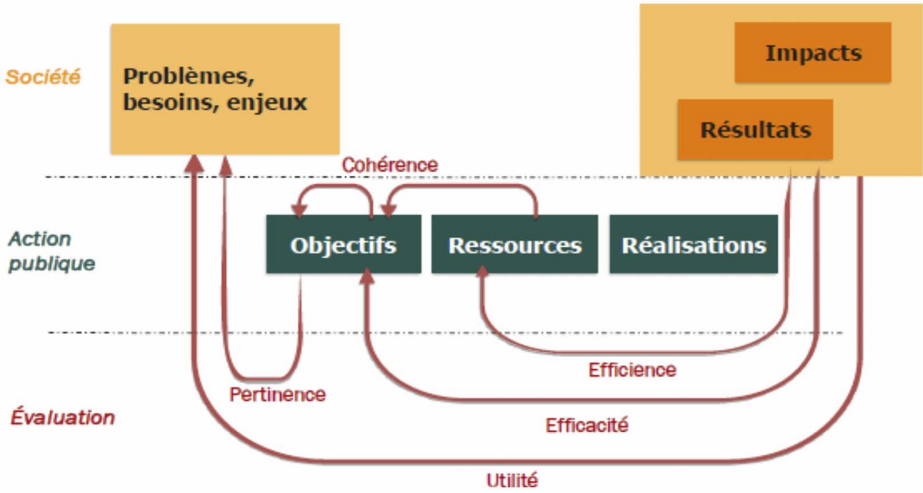 Société
Problèmes,
besoins, enjeux
Impacts
Résultats
Cohérence
Action
publique
Objectifs
Ressources
Réalisations
Efficience
Pertinence
Évaluation
Efficacité
Utilité